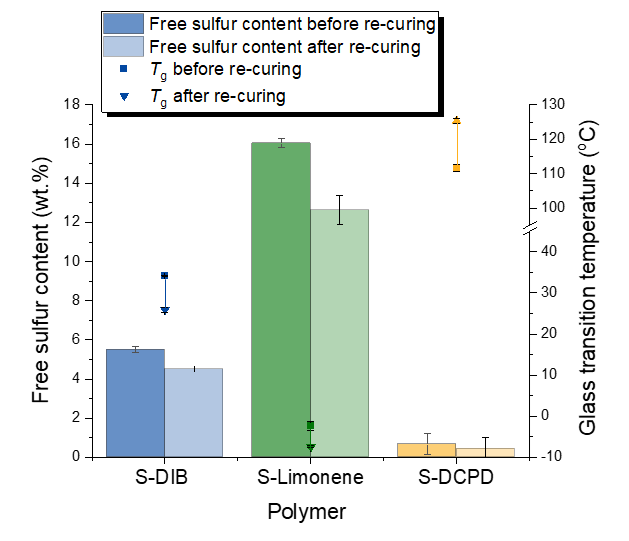 Free sulfur content before re-curing
Free sulfur content after re-curing
Tg before re-curing
Tg after re-curing
18
16
14
12
10
8
6
4
2
0
Free sulfur content (wt.%)
130
120
110
100
40
30
20
10
0
-10
Glass transition temperature (°C)
S-DIB
S-Limonene
S-DCPD
Polymer